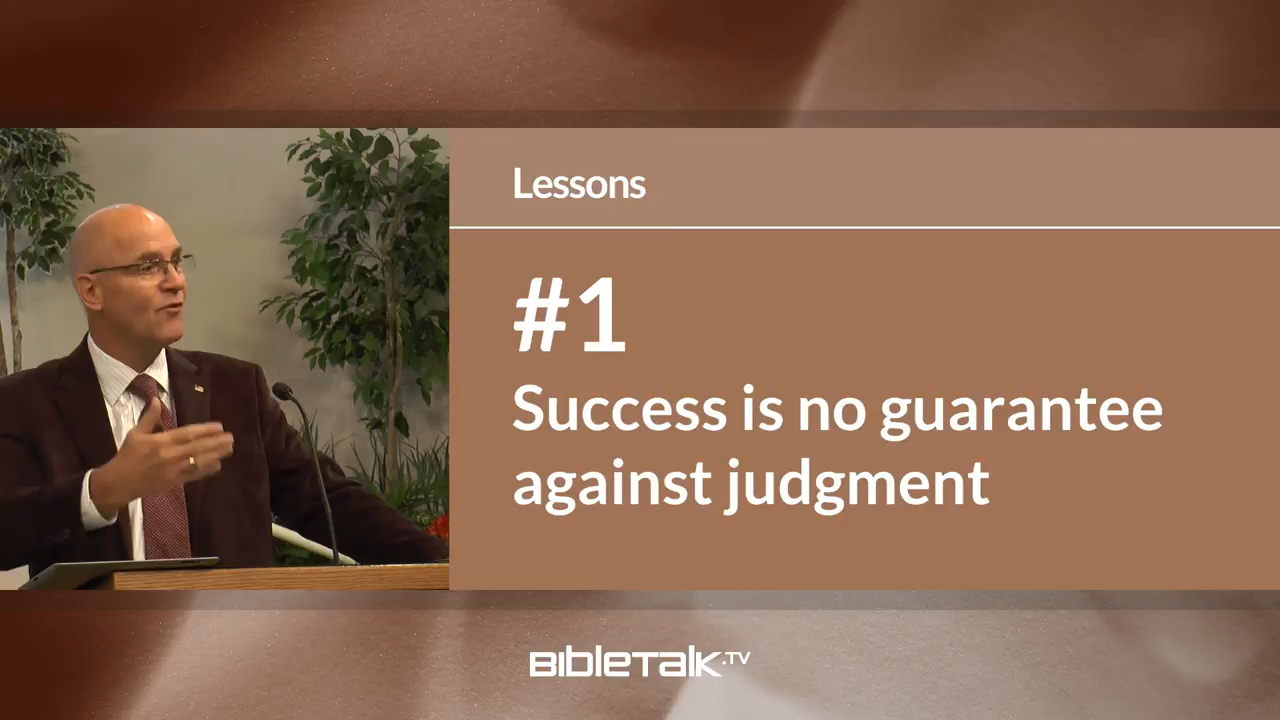 Lessons
#1
Success is no guarantee
against judgment
BIBLETALK.TV